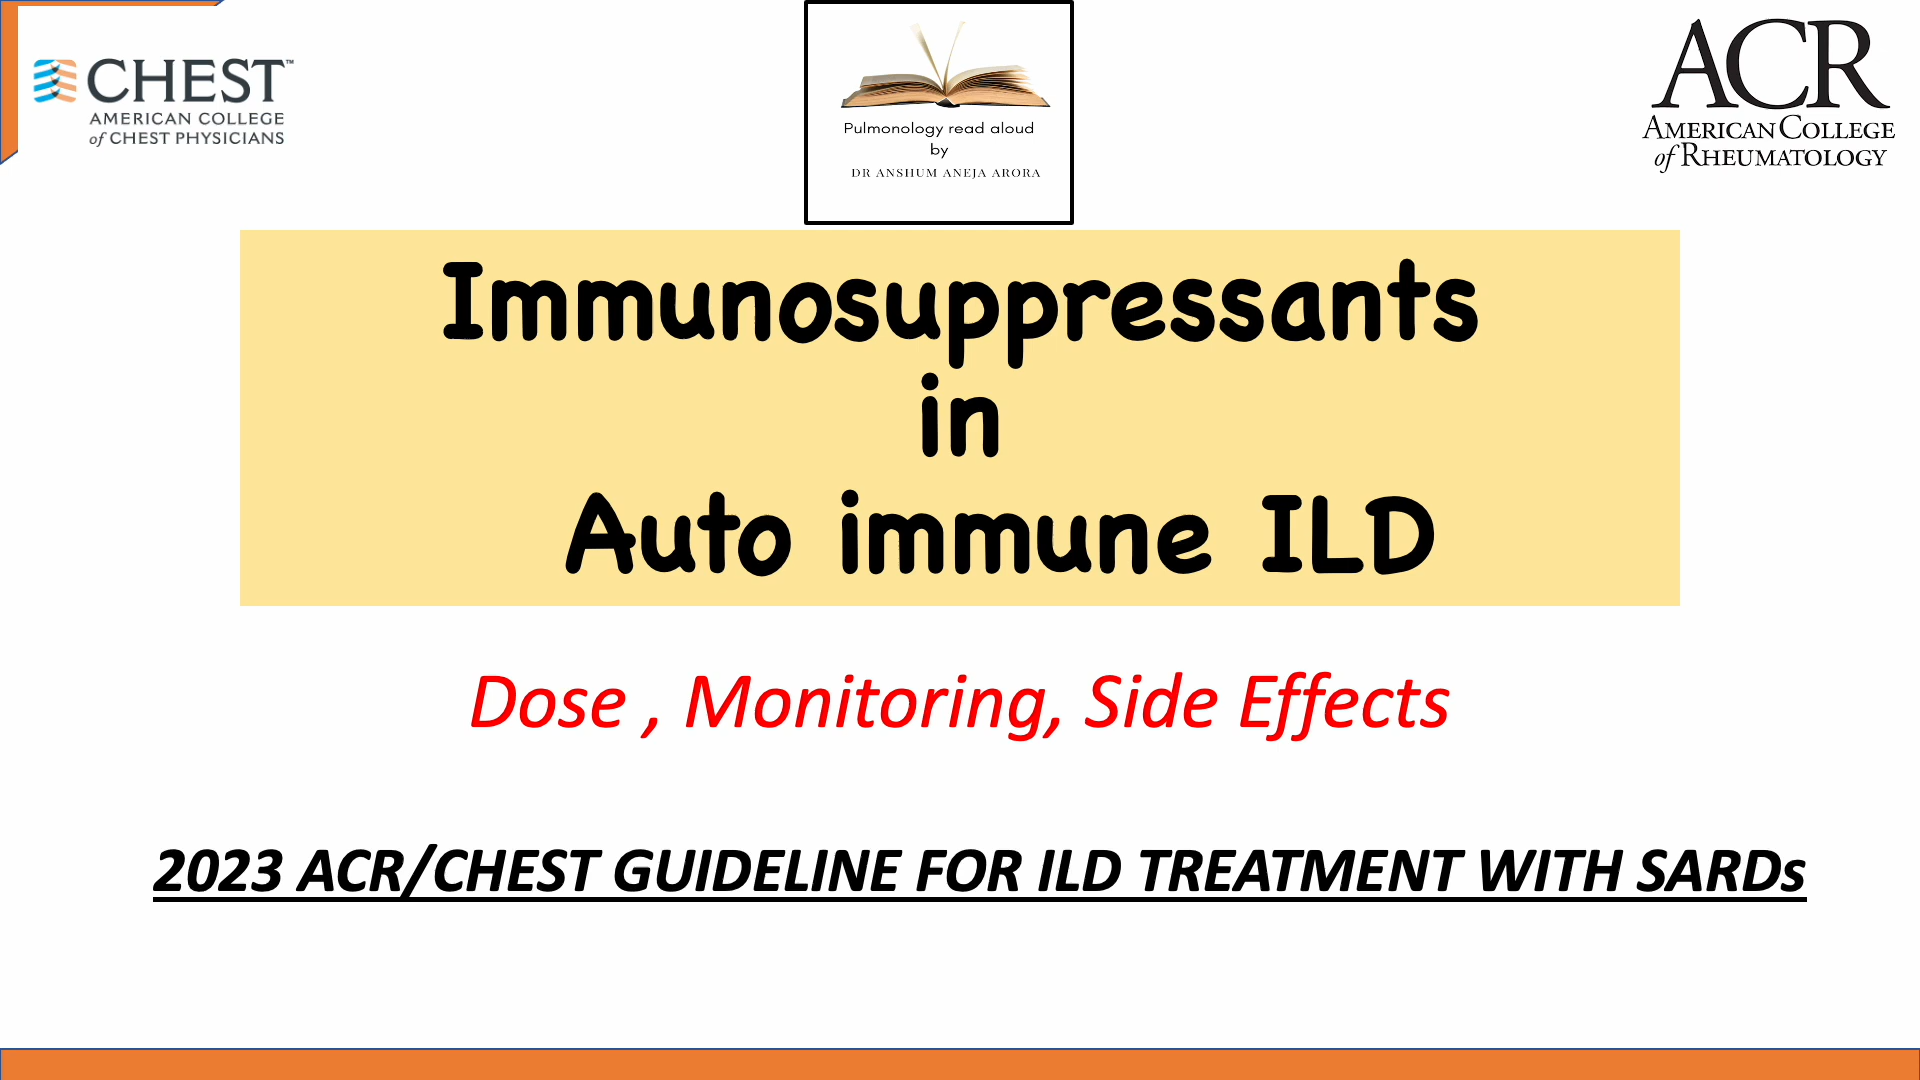 CHEST™
AMERICAN COLLEGE
of CHEST PHYSICIANS
Pulmonology read aloud
by
DR ANSHUM ANEJA ARORA
ACR
AMERICAN COLLEGE
of RHEUMATOLOGY
Immunosuppressants
in
Auto immune ILD
Dose , Monitoring, Side Effects
2023 ACR/CHEST GUIDELINE FOR ILD TREATMENT WITH SARDs